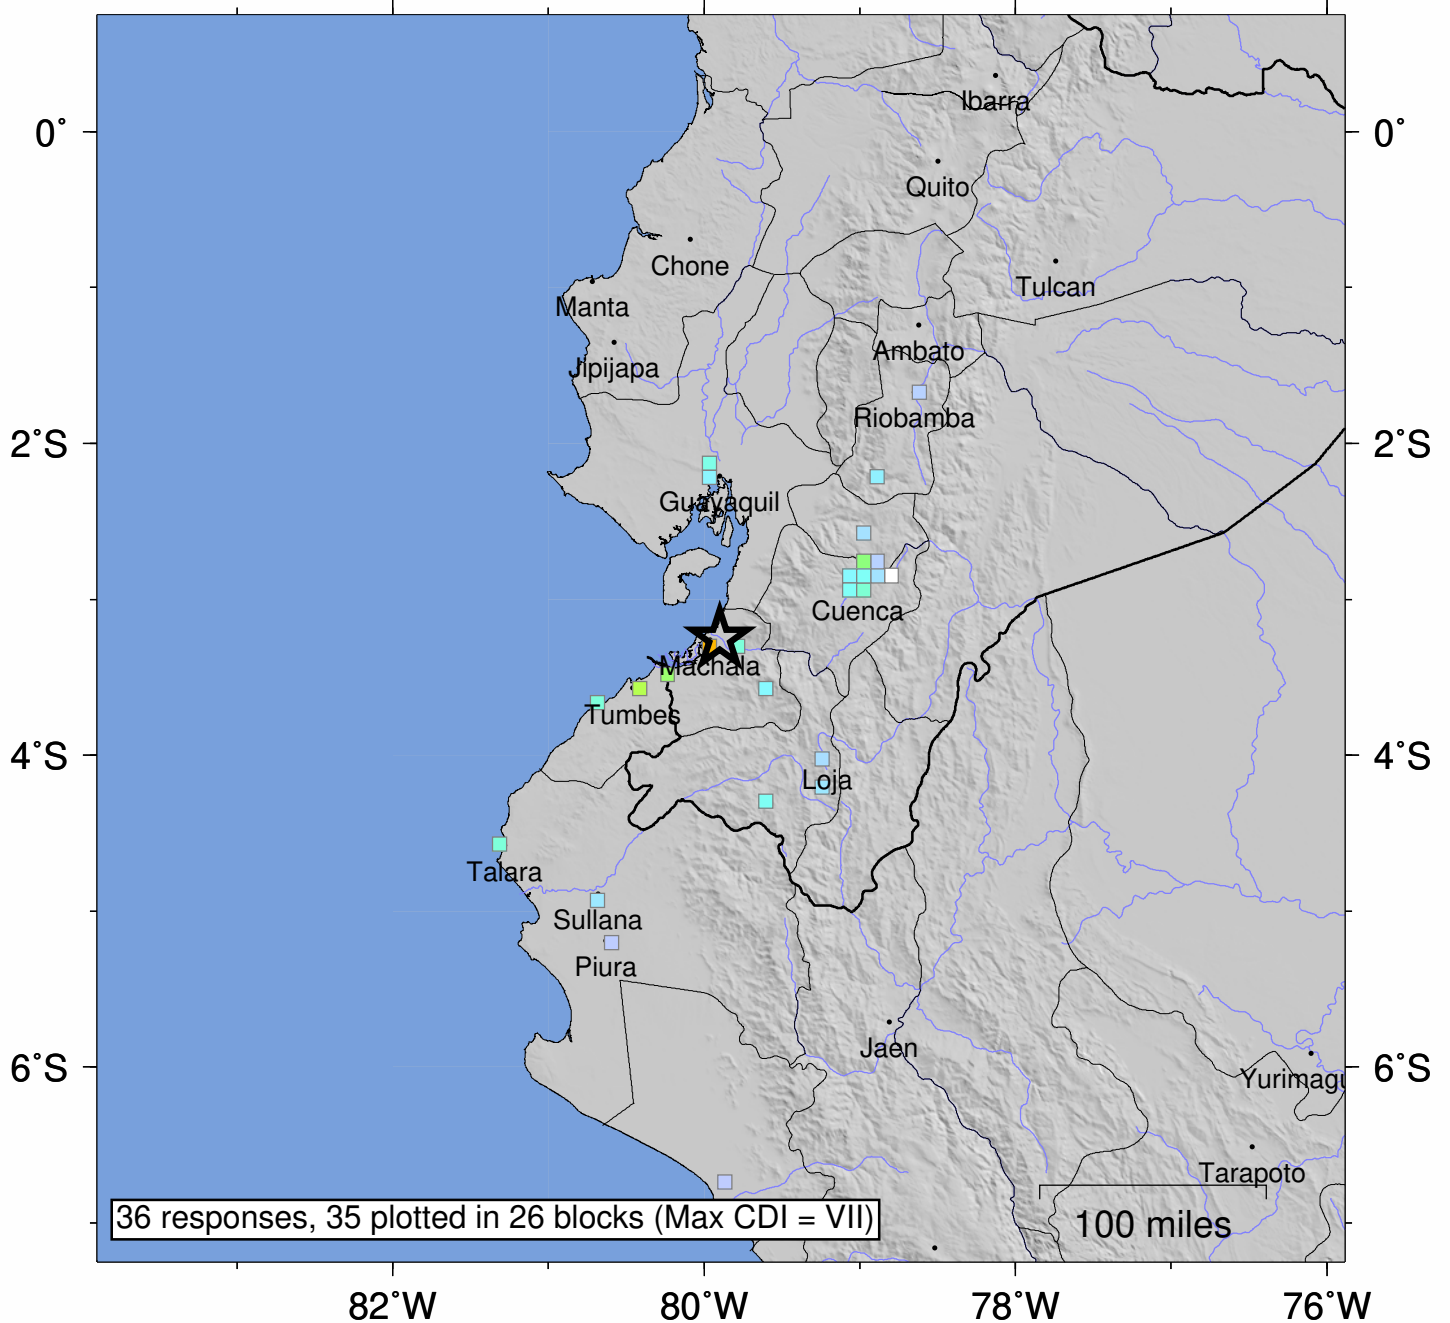 Ibarra
0°
0°
Quito
Chone
Tulcan
Manta
Ambato
Jipijapa
Riobamba
2°S
2°S
Guayaquil
Cuenca
Machala
Tumbes
4°S
4°S
Loja
Talara
Sullana
Piura
Jaen
6°S
6°S
Yurimagu
Tarapoto
100 miles
36 responses, 35 plotted in 26 blocks (Max CDI = VII)
82°W
80°W
78°W
76°W